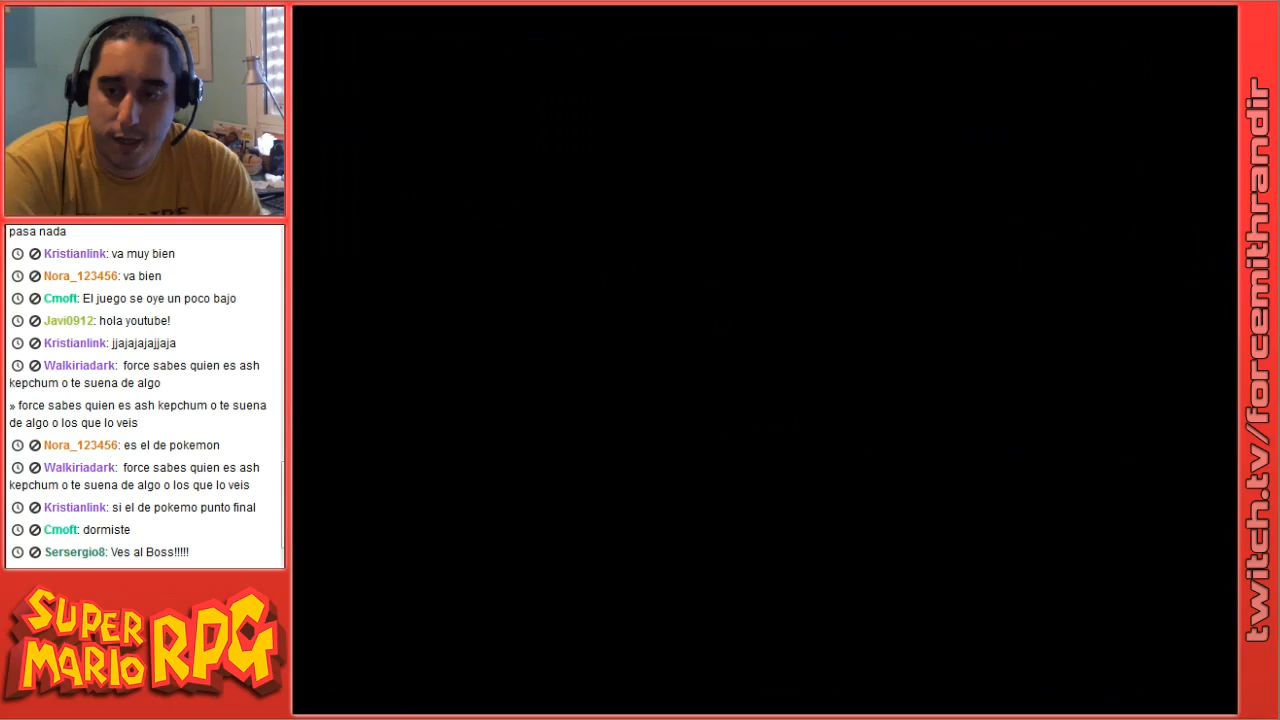 pasa nada
Kristianlink: va muy bien
Nora_123456: va bien
Cmoft: El juego se oye un poco bajo
Javi0912: hola youtube!
Kristianlink: jjajajajajjaja
Walkiriadark: force sabes quien es ash
kepchum o te suena de algo
» force sabes quien es ash kepchum o te suena
de algo o los que lo veis
Nora_123456: es el de pokemon
Walkiriadark: force sabes quien es ash
kepchum o te suena de algo o los que lo veis
Kristianlink: si el de pokemo punto final
Cmoft: dormiste
Sersergio8: Ves al Boss!!!!!
SUPER
MARIO RPG
twitch.tv/forcemithrandir